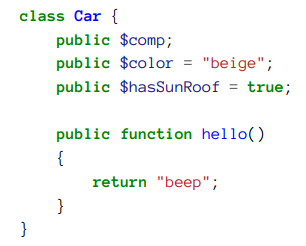 class Car {
    public $comp;
    public $color = "beige";
    public $hasSunRoof = true;

    public function hello()
    {
        return "beep";
    }
}